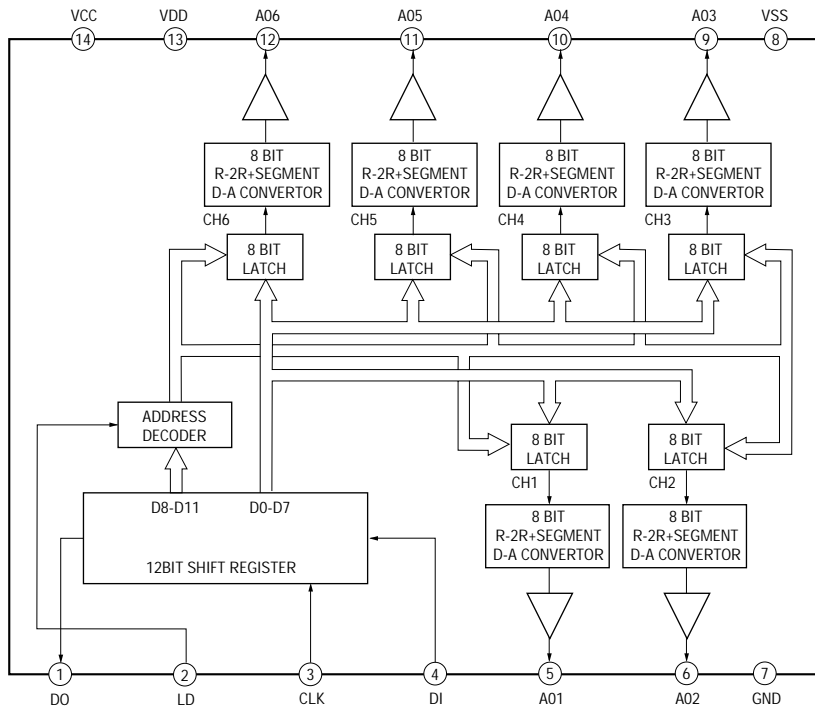 VCC VDD A06 A05 A04 A03 VSS
14 13 12 11 10 9 8
8 BIT
R-2R+SEGMENT
D-A CONVERTOR
8 BIT
R-2R+SEGMENT
D-A CONVERTOR
8 BIT
R-2R+SEGMENT
D-A CONVERTOR
8 BIT
R-2R+SEGMENT
D-A CONVERTOR
CH6 CH5 CH4 CH3
8 BIT
LATCH
8 BIT
LATCH
8 BIT
LATCH
8 BIT
LATCH
ADDRESS
DECODER
8 BIT
LATCH
8 BIT
LATCH
CH1 CH2
D8-D11 D0-D7
12BIT SHIFT REGISTER
8 BIT
R-2R+SEGMENT
D-A CONVERTOR
8 BIT
R-2R+SEGMENT
D-A CONVERTOR
1 2 3 4 5 6 7
DO LD CLK DI A01 A02 GND